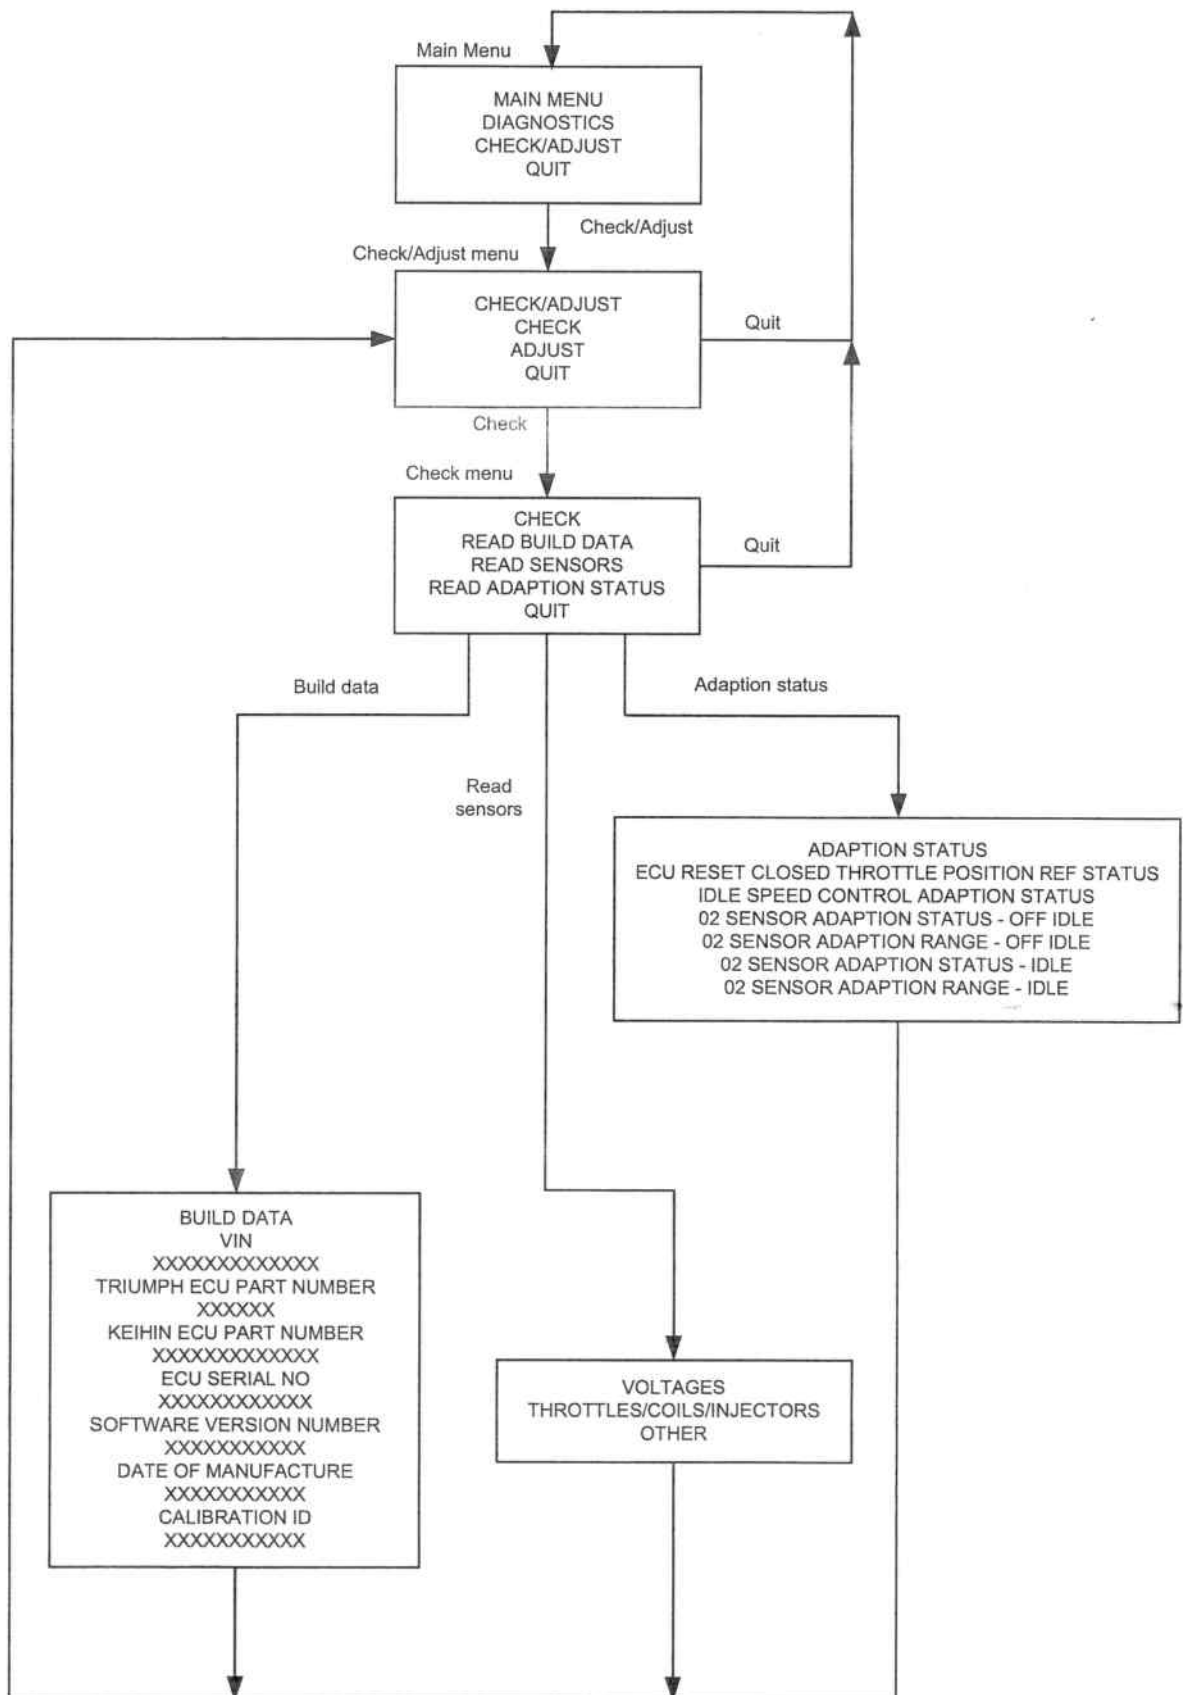 Main Menu
MAIN MENU
DIAGNOSTICS
CHECK/ADJUST
QUIT
Check/Adjust
Check/Adjust menu
CHECK/ADJUST
CHECK
ADJUST
QUIT
Quit
Check
Check menu
CHECK
READ BUILD DATA
READ SENSORS
READ ADAPTION STATUS
QUIT
Quit
Build data
Adaption status
Read
sensors
ADAPTION STATUS
ECU RESET CLOSED THROTTLE POSITION REF STATUS
IDLE SPEED CONTROL ADAPTION STATUS
02 SENSOR ADAPTION STATUS - OFF IDLE
02 SENSOR ADAPTION RANGE - OFF IDLE
02 SENSOR ADAPTION STATUS - IDLE
02 SENSOR ADAPTION RANGE - IDLE
BUILD DATA
VIN
XXXXXXXXXXXXX
TRIUMPH ECU PART NUMBER
XXXXXX
KEIHIN ECU PART NUMBER
XXXXXXXXXXXXX
ECU SERIAL NO
XXXXXXXXXXXX
SOFTWARE VERSION NUMBER
XXXXXXXXXXX
DATE OF MANUFACTURE
XXXXXXXXXXX
CALIBRATION ID
XXXXXXXXXXX
VOLTAGES
THROTTLES/COILS/INJECTORS
OTHER